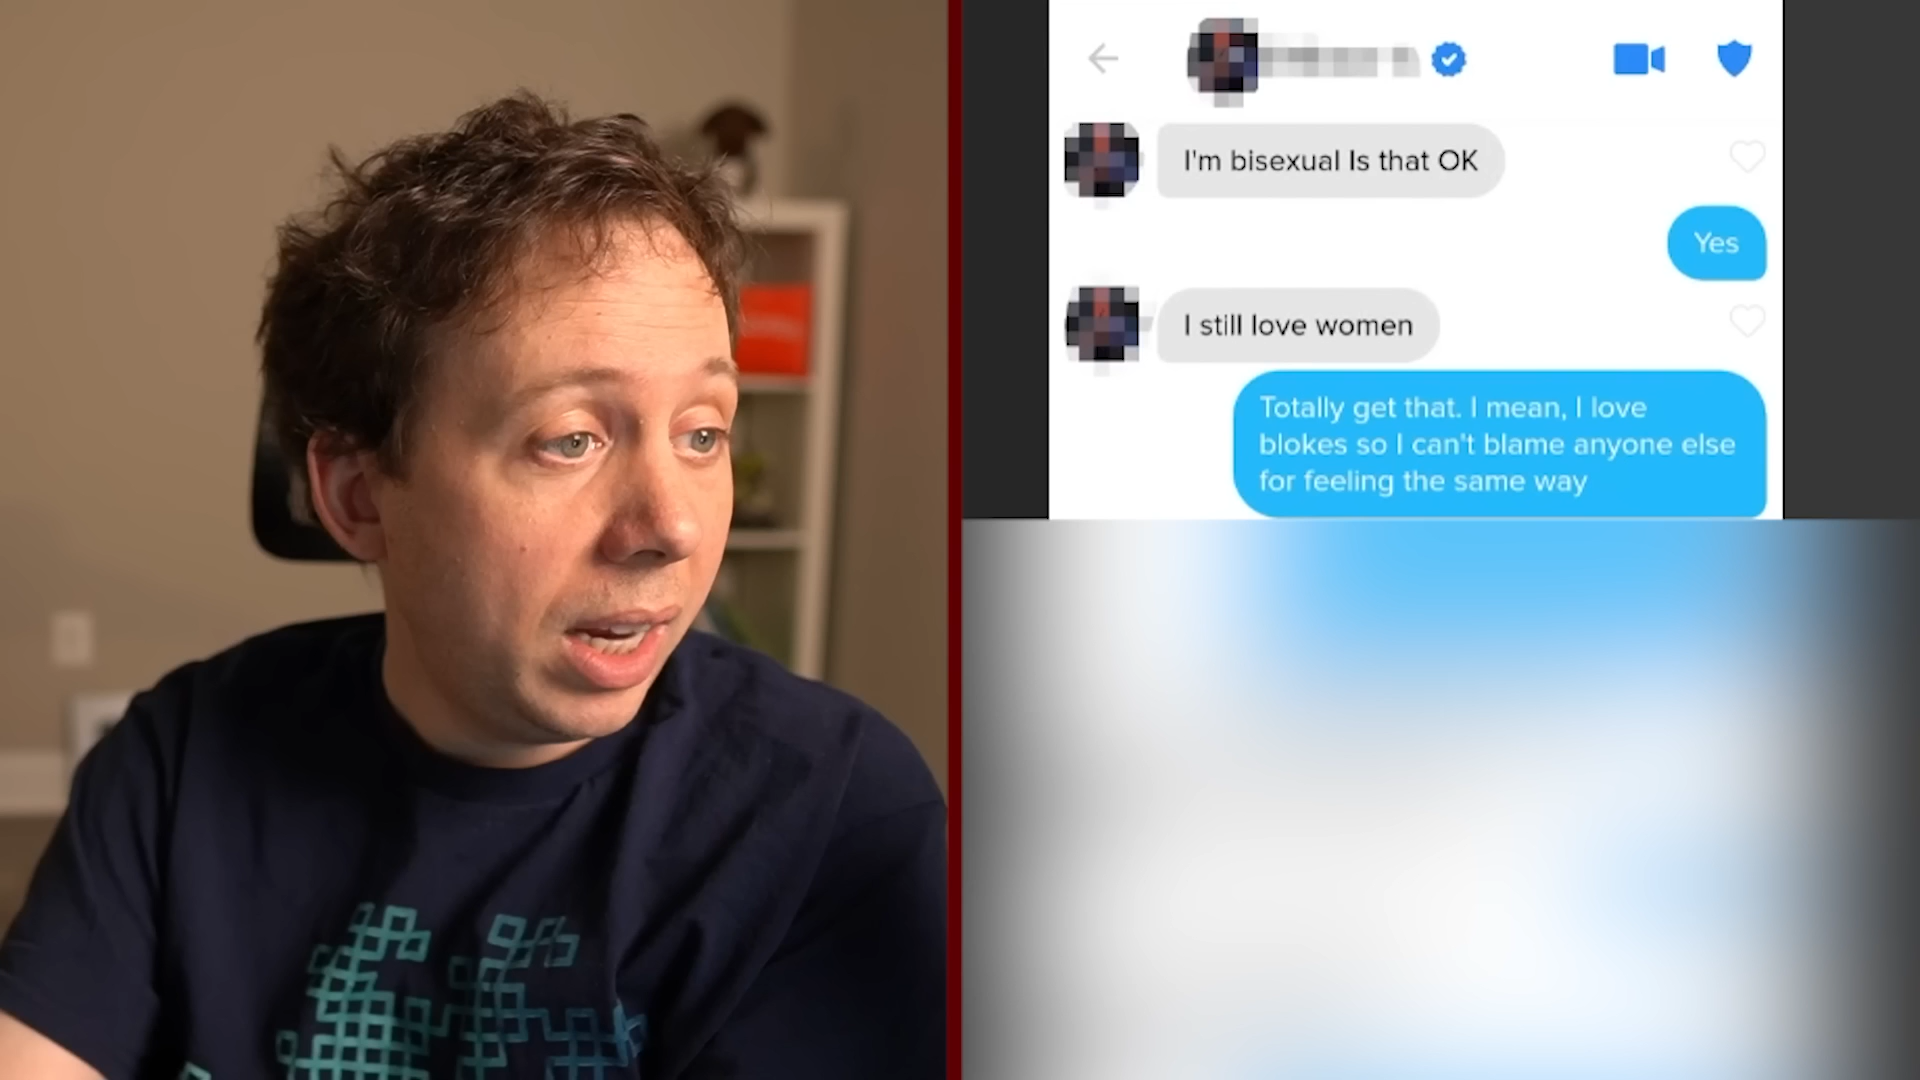 I'm bisexual Is that OK
Yes
I still love women
Totally get that. I mean, I love
blokes so I can't blame anyone else
for feeling the same way